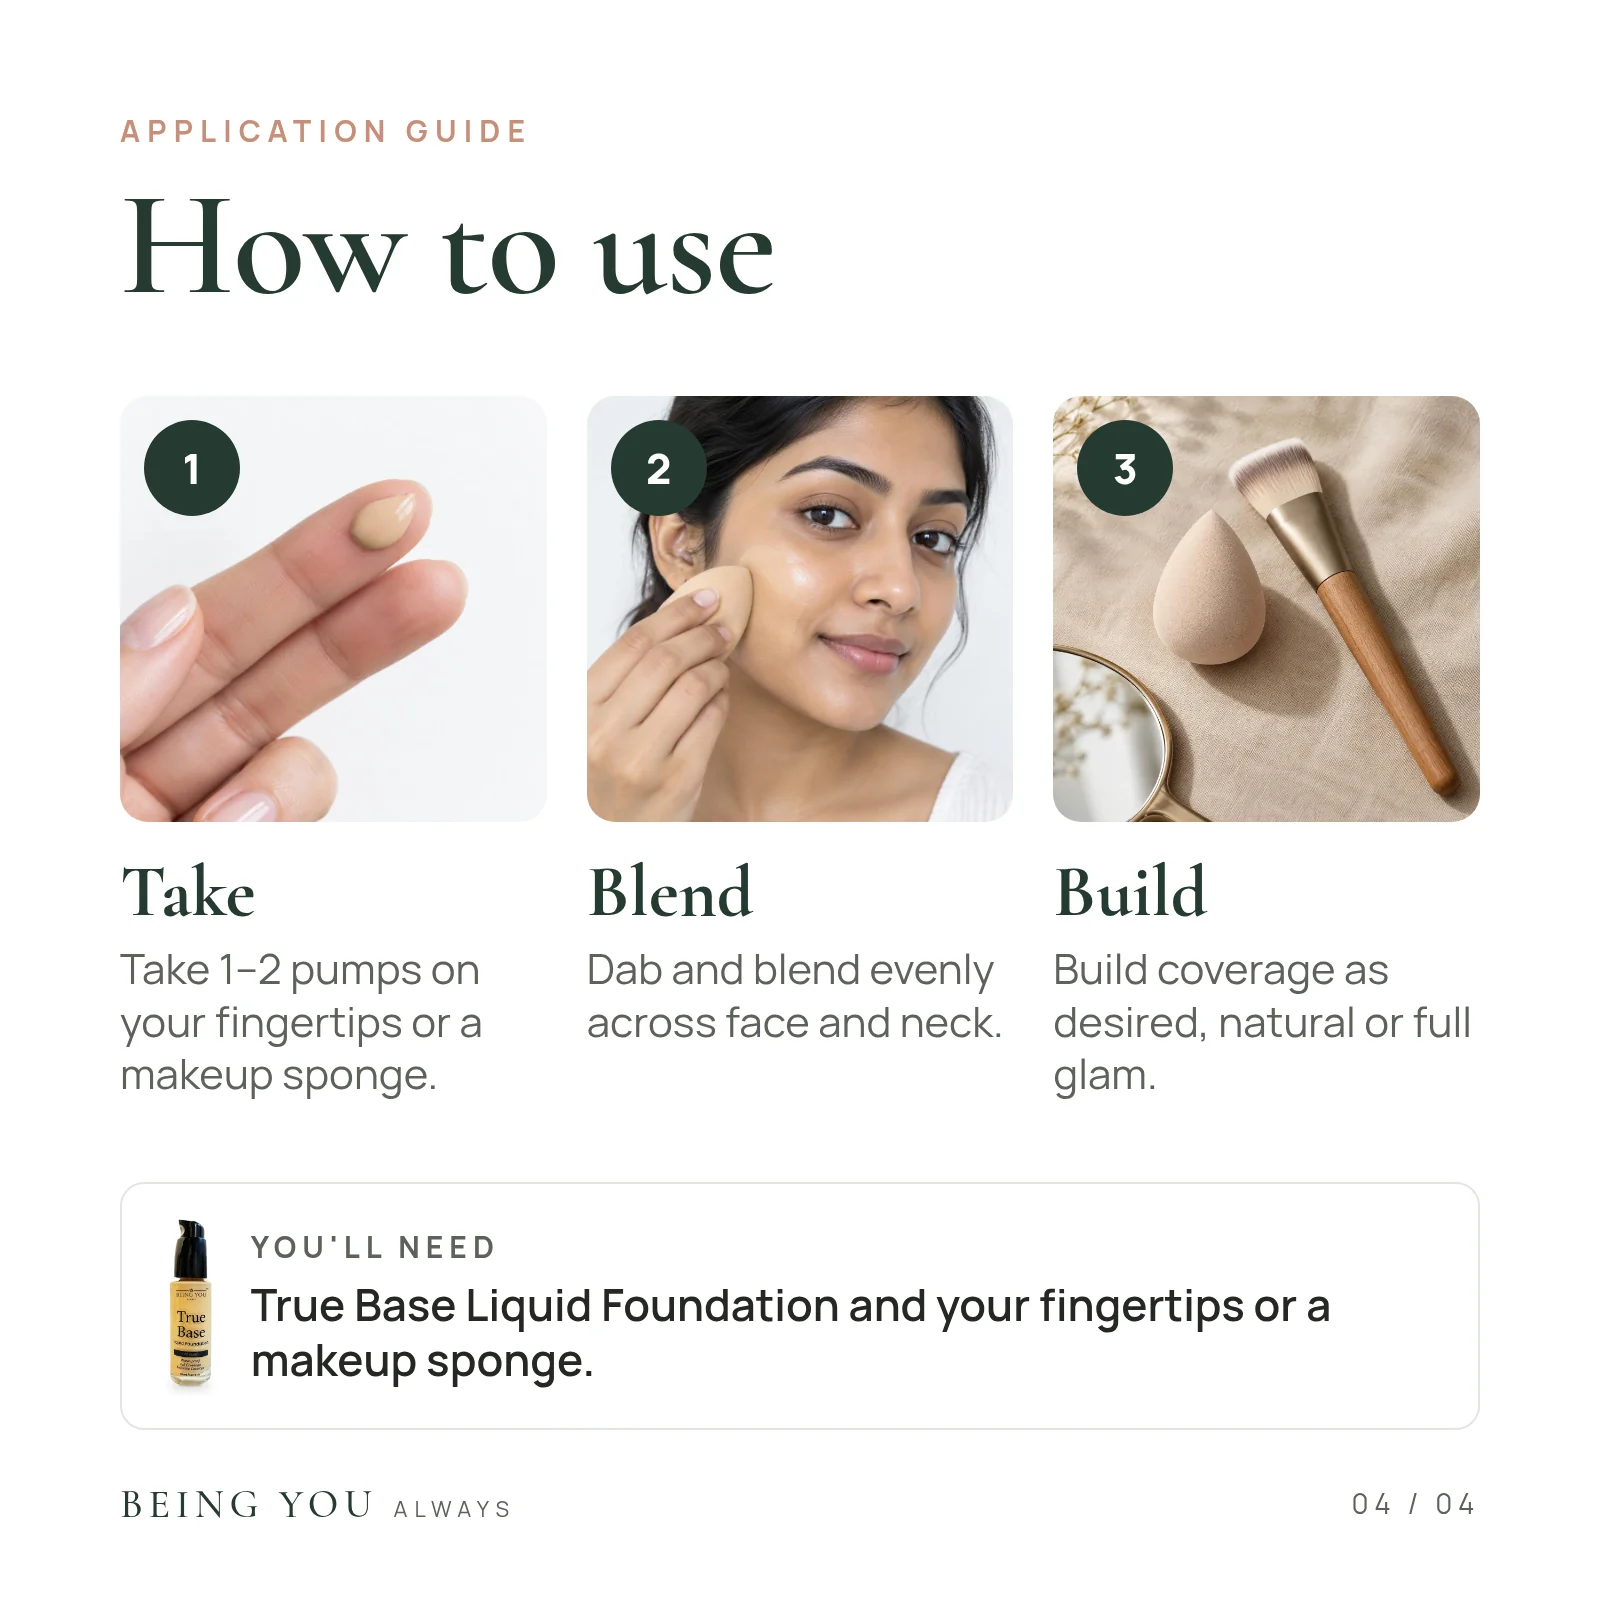 APPLICATION GUIDE
How to use
1
2
3
Take
Take 1–2 pumps on
your fingertips or a
makeup sponge.
Blend
Dab and blend evenly
across face and neck.
Build
Build coverage as
desired, natural or full
glam.
BEING YOU
True
Base
YOU'LL NEED
True Base Liquid Foundation and your fingertips or a
makeup sponge.
BEING YOU ALWAYS
04 / 04